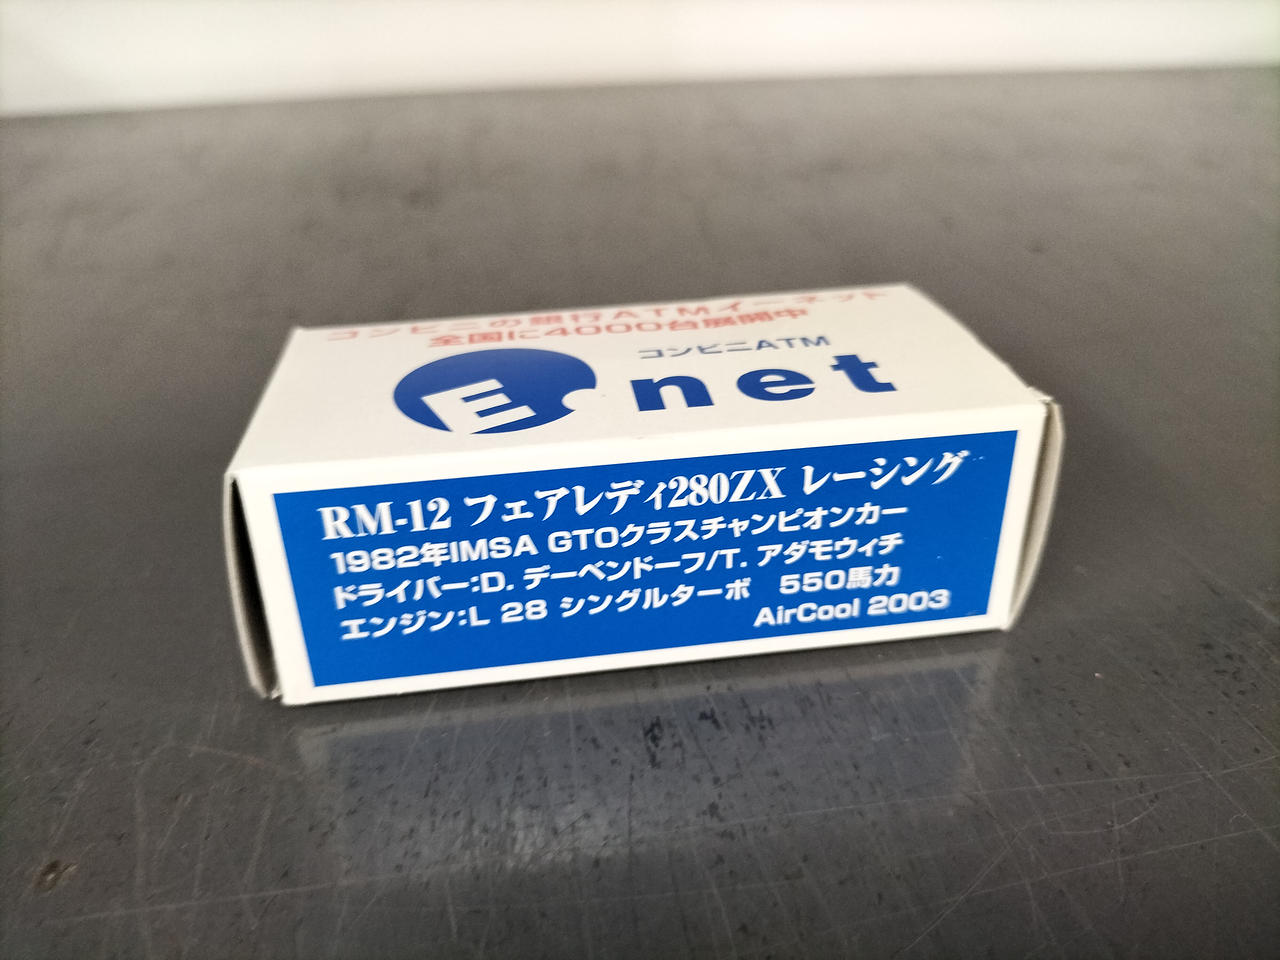 コンビニの銀行ATMイーネット
全国に4000台展開中
コンビニATM
E・net
RM-12 フェアレディ280ZX レーシング
1982年IMSA GTOクラスチャンピオンカー
ドライバー:D. デーベンドーフ/T. アダモウィチ
エンジン:L 28 シングルターボ 550馬力
AirCool 2003